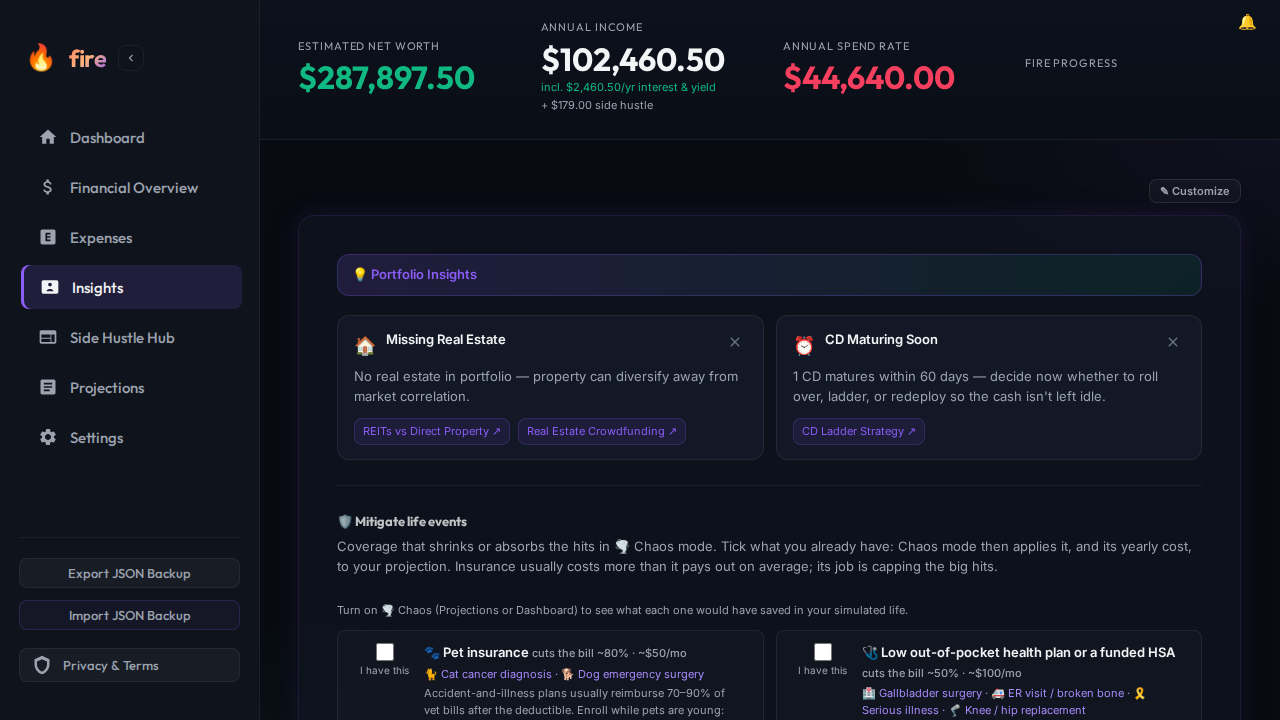 🔥 fire
Dashboard
Financial Overview
Expenses
Insights
Side Hustle Hub
Projections
Settings
Export JSON Backup
Import JSON Backup
Privacy & Terms
ESTIMATED NET WORTH
$287,897.50
ANNUAL INCOME
$102,460.50
incl. $2,460.50/yr interest & yield
+ $179.00 side hustle
ANNUAL SPEND RATE
$44,640.00
FIRE PROGRESS
🔔
✎ Customize
💡 Portfolio Insights
🏠 Missing Real Estate
No real estate in portfolio — property can diversify away from
market correlation.
REITs vs Direct Property ↗
Real Estate Crowdfunding ↗
⏰ CD Maturing Soon
1 CD matures within 60 days — decide now whether to roll
over, ladder, or redeploy so the cash isn't left idle.
CD Ladder Strategy ↗
🛡️ Mitigate life events
Coverage that shrinks or absorbs the hits in 🌪️ Chaos mode. Tick what you already have: Chaos mode then applies it, and its yearly cost,
to your projection. Insurance usually costs more than it pays out on average; its job is capping the big hits.
Turn on 🌪️ Chaos (Projections or Dashboard) to see what each one would have saved in your simulated life.
I have this
🐾 Pet insurance cuts the bill ~80% · ~$50/mo
🐈 Cat cancer diagnosis · 🐕 Dog emergency surgery
Accident-and-illness plans usually reimburse 70–90% of
vet bills after the deductible. Enroll while pets are young:
I have this
🩺 Low out-of-pocket health plan or a funded HSA
cuts the bill ~50% · ~$100/mo
🏥 Gallbladder surgery · 🚑 ER visit / broken bone · 🎗️
Serious illness · 🦿 Knee / hip replacement